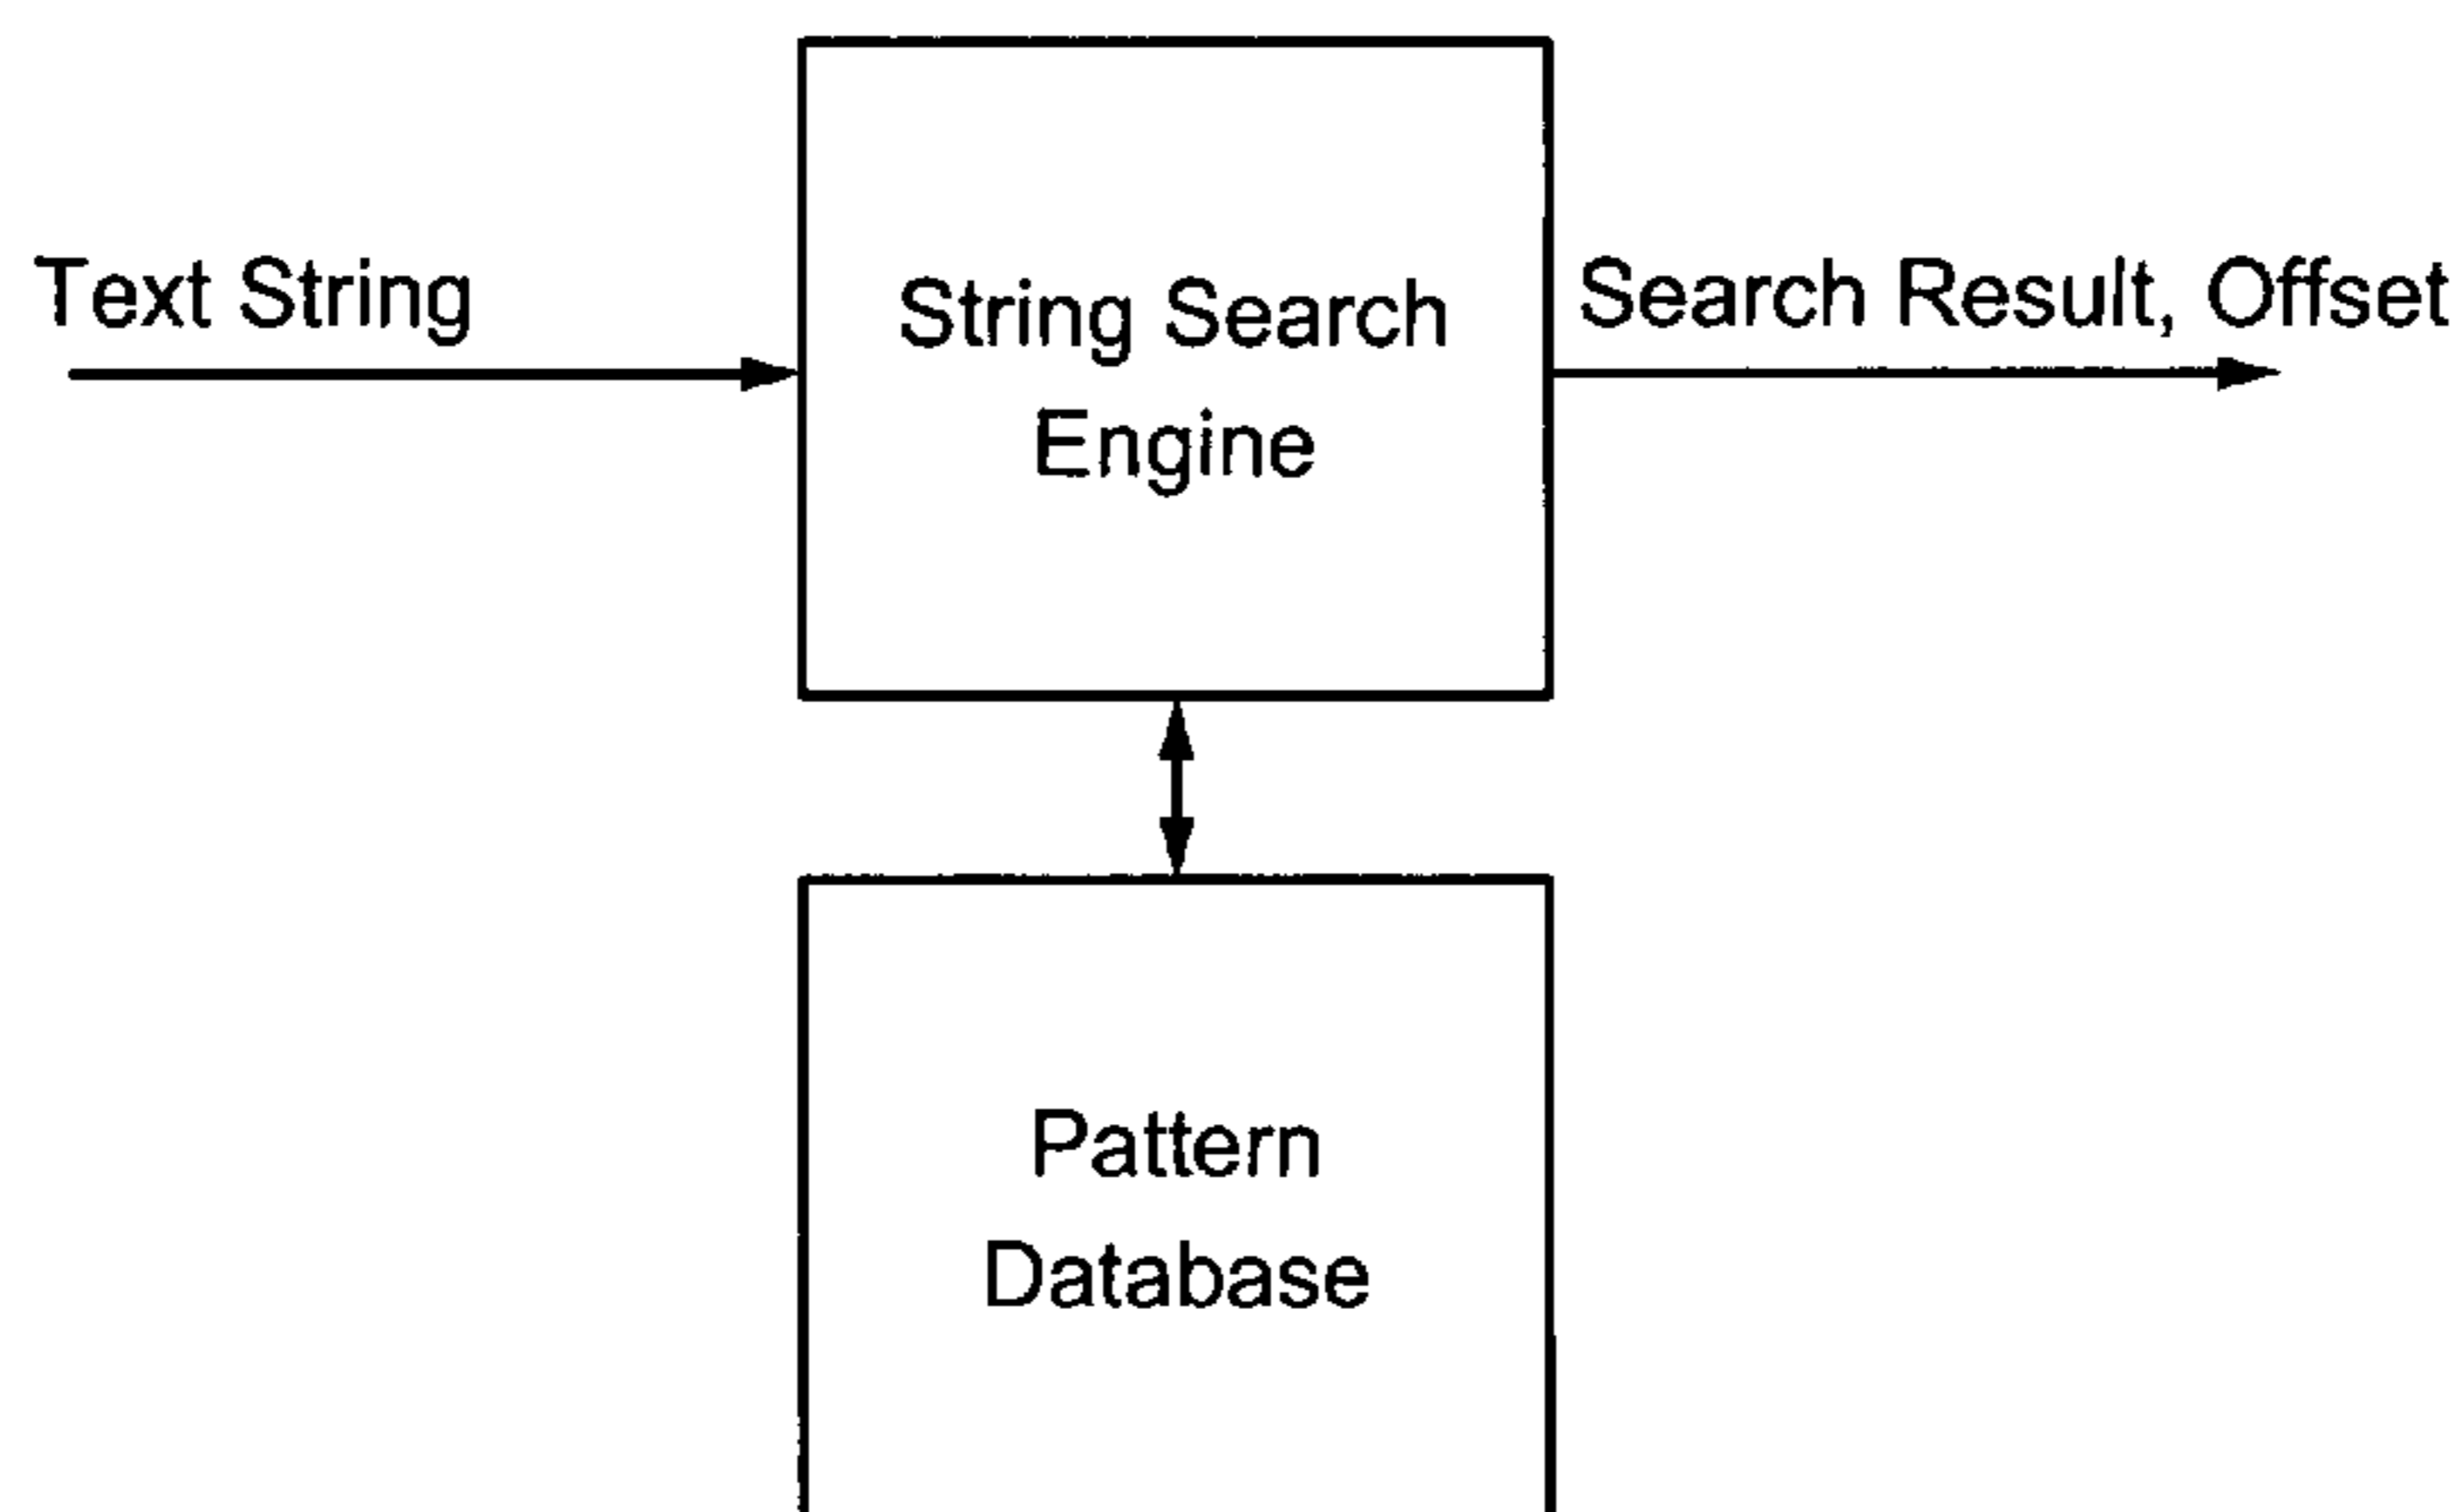 Text String
String Search
Engine
Search Result, Offset
Pattern
Database